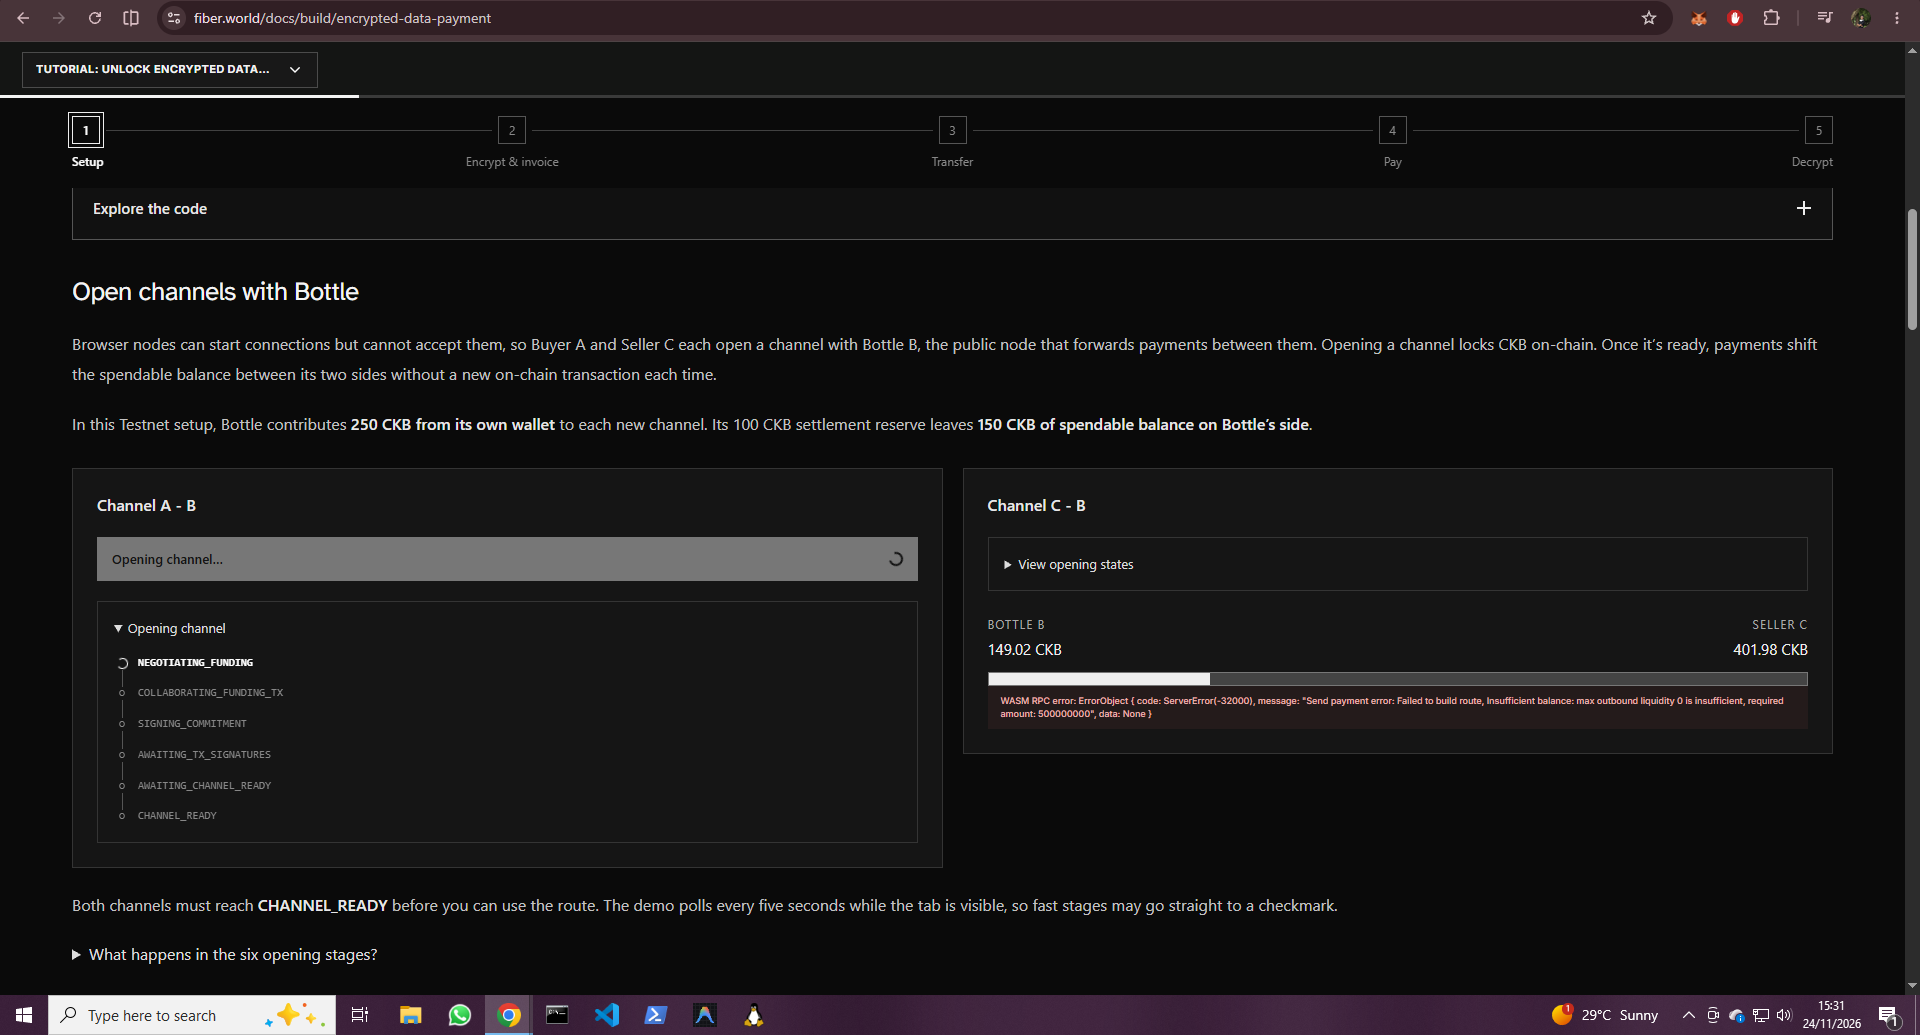 fiber.world/docs/build/encrypted-data-payment
TUTORIAL: UNLOCK ENCRYPTED DATA...
1
2
3
4
5
Setup
Encrypt & invoice
Transfer
Pay
Decrypt
Explore the code
Open channels with Bottle
Browser nodes can start connections but cannot accept them, so Buyer A and Seller C each open a channel with Bottle B, the public node that forwards payments between them. Opening a channel locks CKB on-chain. Once it's ready, payments shift
the spendable balance between its two sides without a new on-chain transaction each time.
In this Testnet setup, Bottle contributes 250 CKB from its own wallet to each new channel. Its 100 CKB settlement reserve leaves 150 CKB of spendable balance on Bottle's side.
Channel A - B
Opening channel...
Opening channel
NEGOTIATING_FUNDING
COLLABORATING_FUNDING_TX
SIGNING_COMMITMENT
AWAITING_TX_SIGNATURES
AWAITING_CHANNEL_READY
CHANNEL_READY
Channel C - B
View opening states
BOTTLE B
SELLER C
149.02 CKB
401.98 CKB
WASM RPC error: ErrorObject { code: ServerError(-32000), message: "Send payment error: Failed to build route, Insufficient balance: max outbound liquidity 0 is insufficient, required
amount: 500000000", data: None }
Both channels must reach CHANNEL_READY before you can use the route. The demo polls every five seconds while the tab is visible, so fast stages may go straight to a checkmark.
What happens in the six opening stages?
Type here to search
1
29°C Sunny
15:31
24/11/2026
1